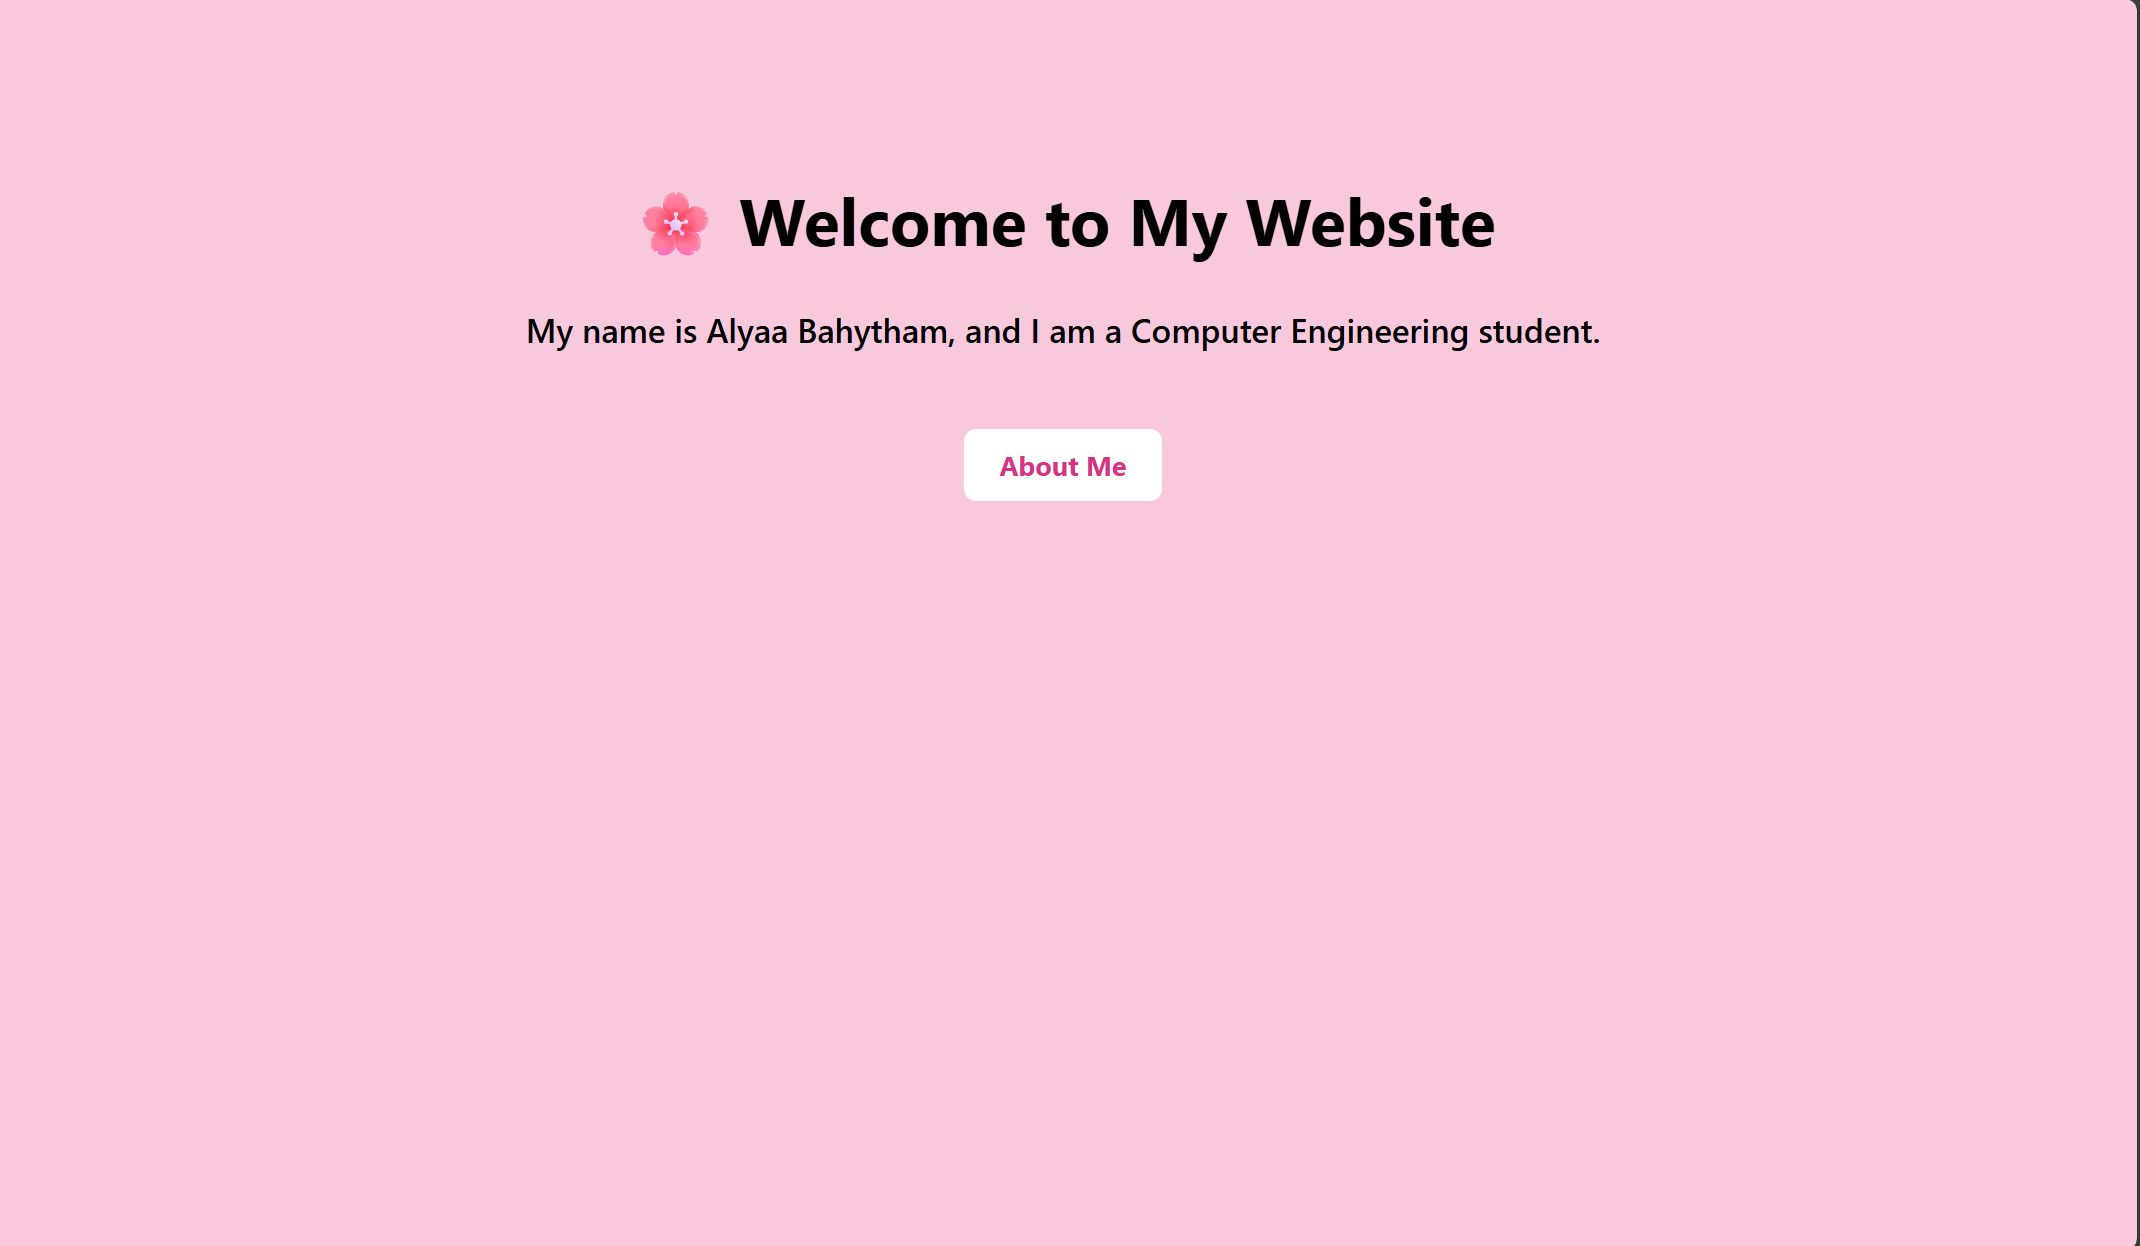 🌸 Welcome to My Website
My name is Alyaa Bahytham, and I am a Computer Engineering student.
About Me